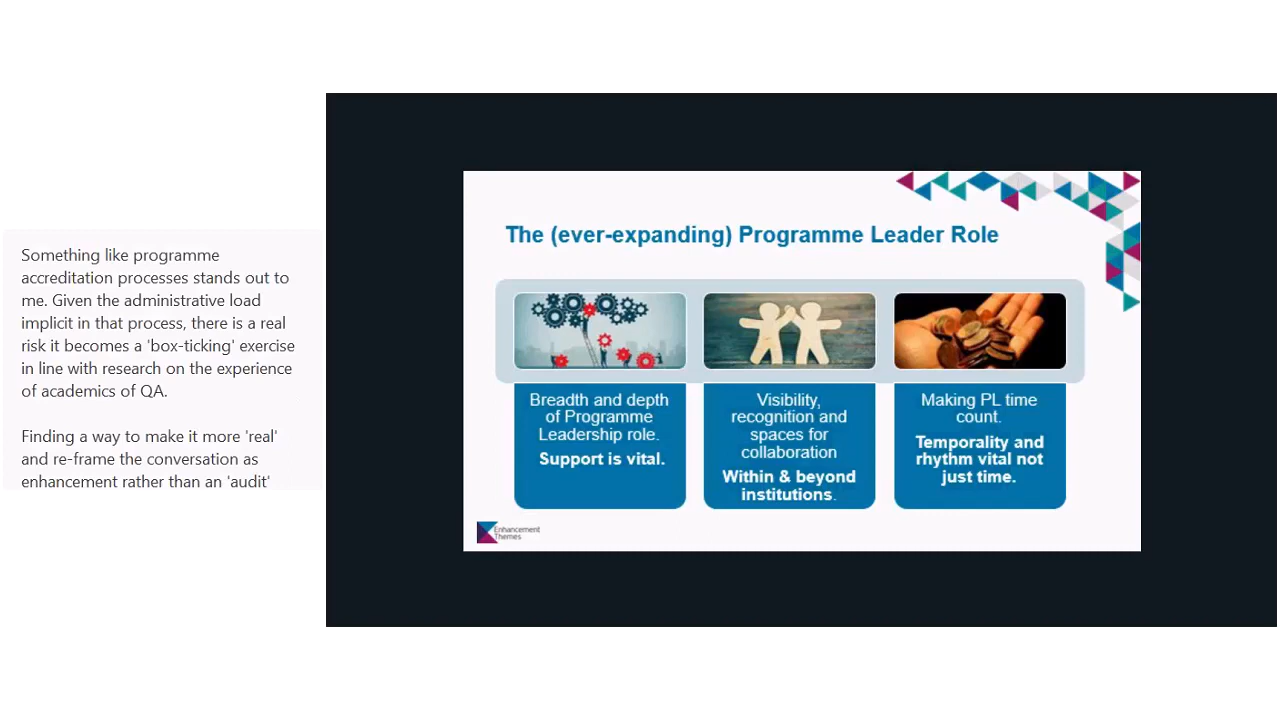 Something like programme
accreditation processes stands out to
me. Given the administrative load
implicit in that process, there is a real
risk it becomes a 'box-ticking' exercise
in line with research on the experience
of academics of QA.
Finding a way to make it more 'real'
and re-frame the conversation as
enhancement rather than an 'audit'
The (ever-expanding) Programme Leader Role
Breadth and depth
of Programme
Leadership role.
Support is vital.
Visibility,
recognition and
spaces for
collaboration
Within & beyond
institutions.
Making PL time
count.
Temporality and
rhythm vital not
just time.
Enhancement
Themes